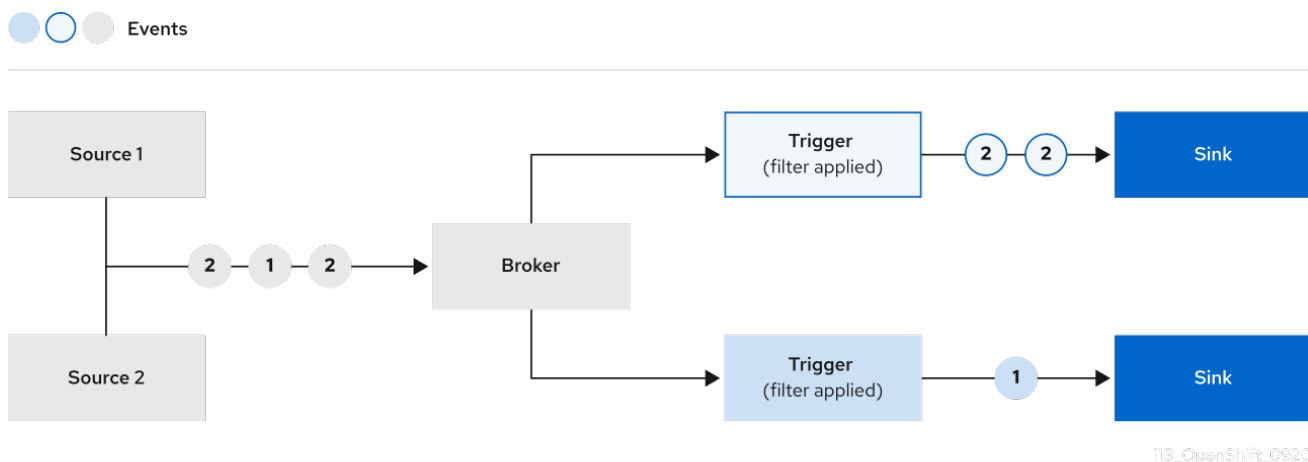 Events
Source 1
Trigger
(filter applied)
2
2
Sink
2
1
2
Broker
Source 2
Trigger
(filter applied)
1
Sink
113_OpenShift_0920